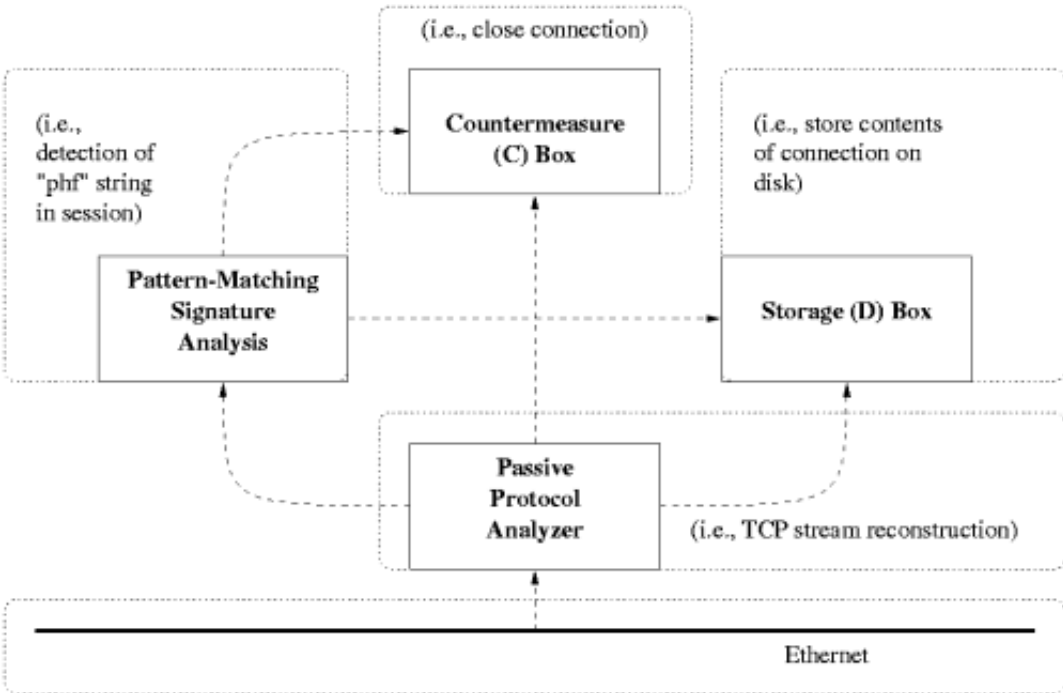 (i.e., close connection)
Countermeasure
(C) Box
(i.e.,
detection of
"phf" string
in session)
(i.e., store contents
of connection on
disk)
Pattern-Matching
Signature
Analysis
Storage (D) Box
Passive
Protocol
Analyzer
(i.e., TCP stream reconstruction)
Ethernet